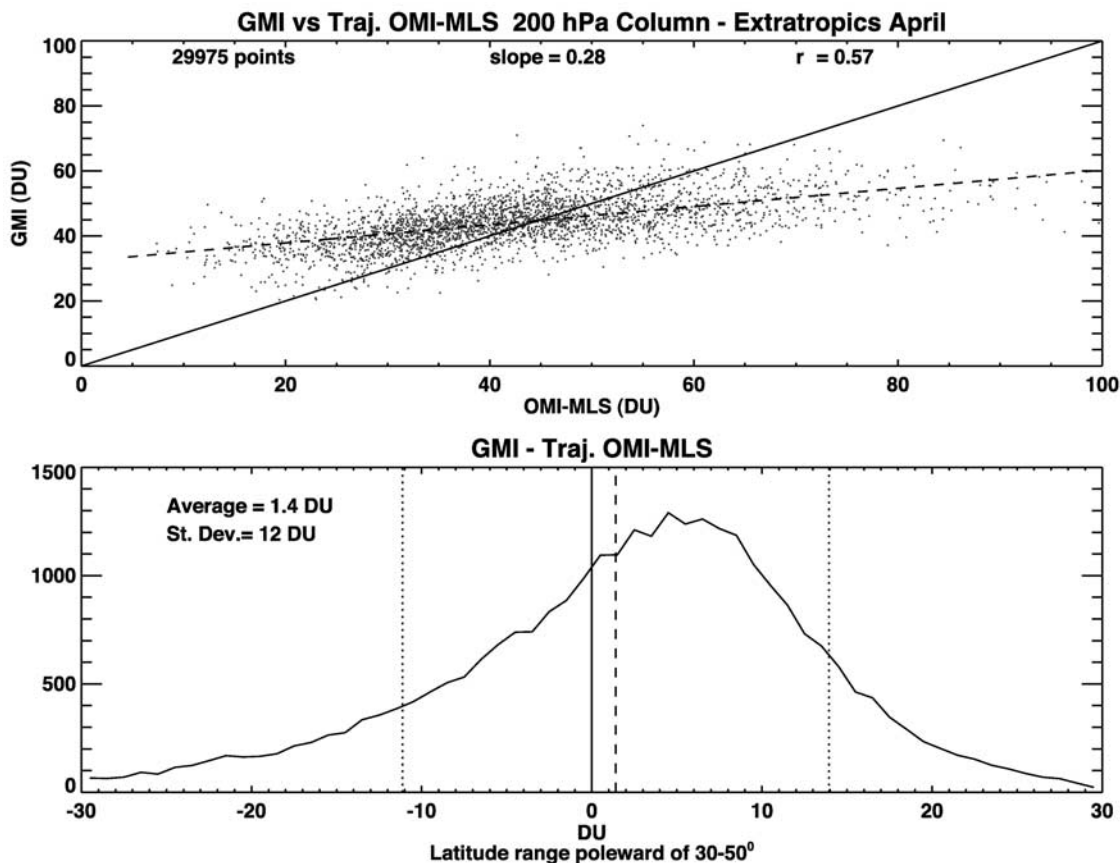 GMI vs Traj. OMI-MLS 200 hPa Column - Extratropics April
29975 points slope = 0.28 r = 0.57
100
80
60
40
20
0
GMI (DU)
0 20 40 60 80 100
OMI-MLS (DU)
GMI - Traj. OMI-MLS
1500
1000
500
0
Average = 1.4 DU
St. Dev.= 12 DU
-30 -20 -10 0 10 20 30
DU
Latitude range poleward of 30-50⁰